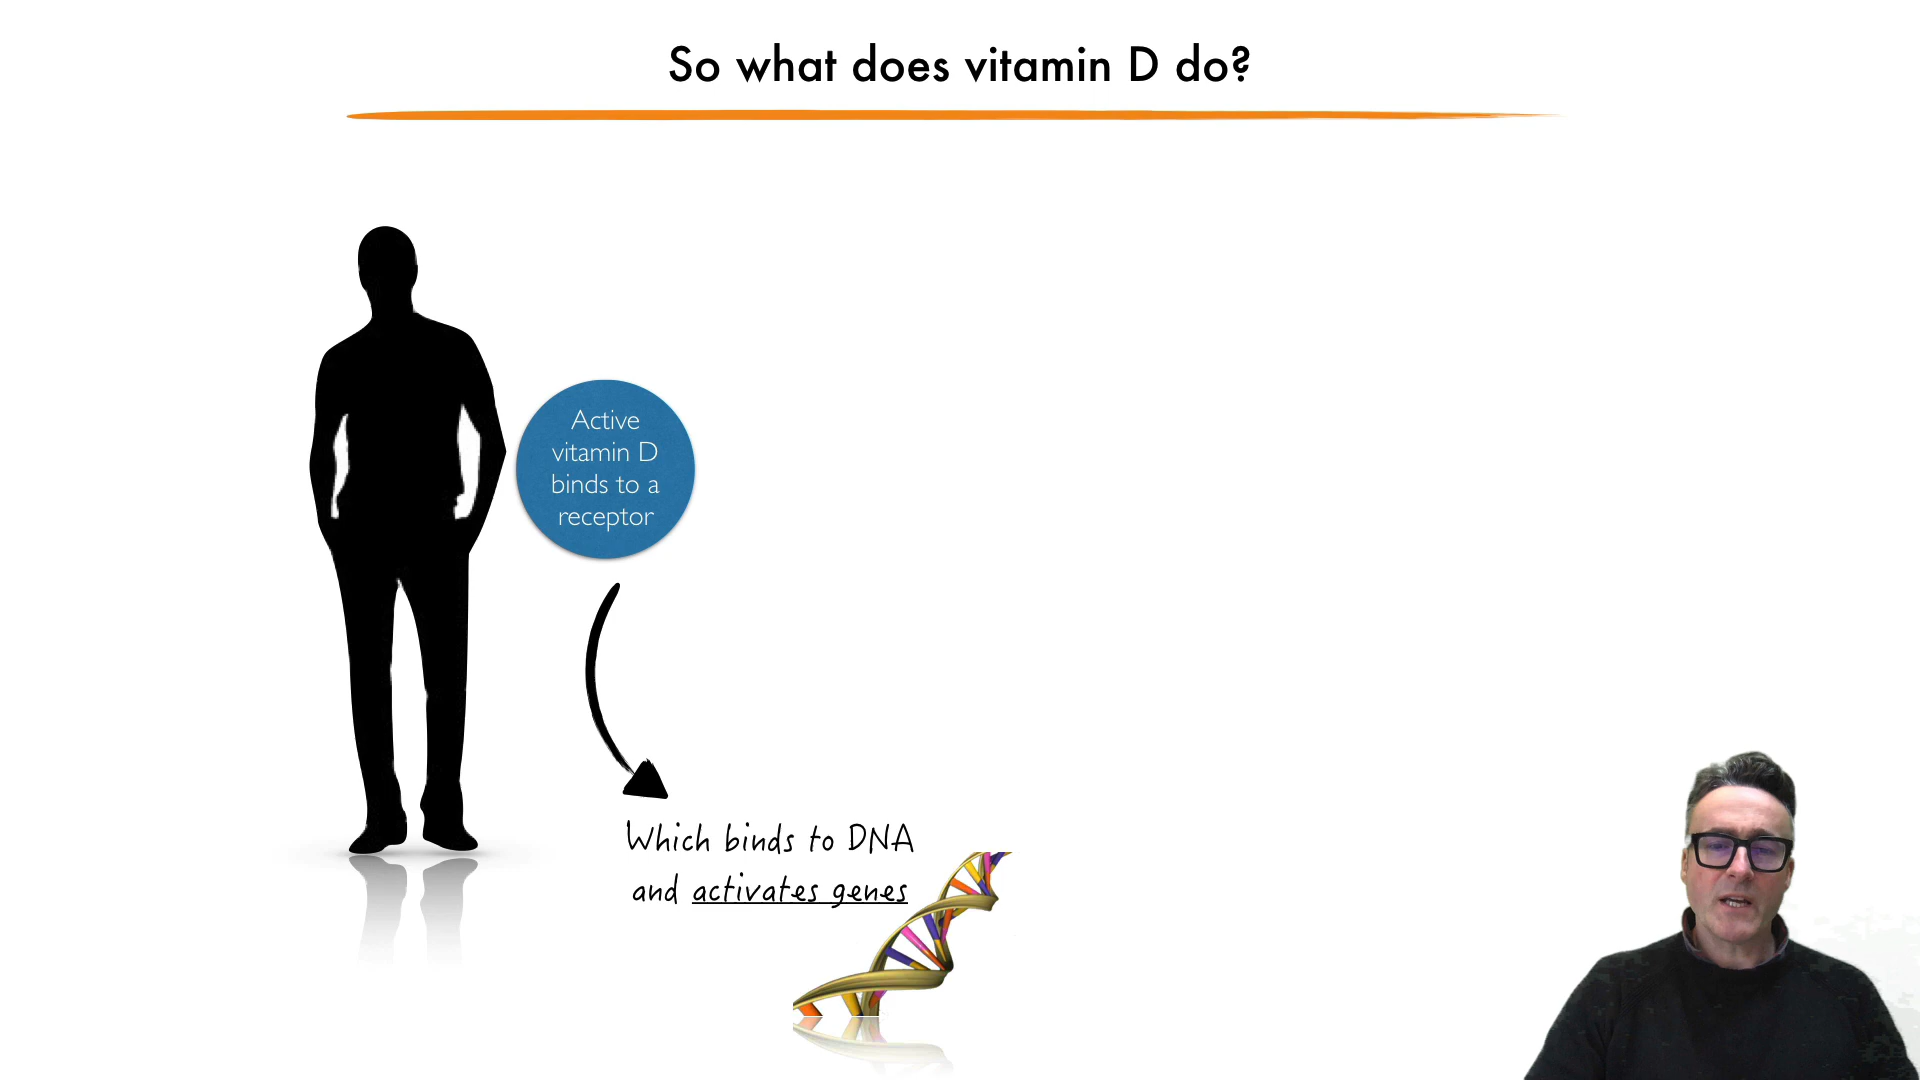 So what does vitamin D do?
Active
vitamin D
binds to a
receptor
Which binds to DNA
and activates genes